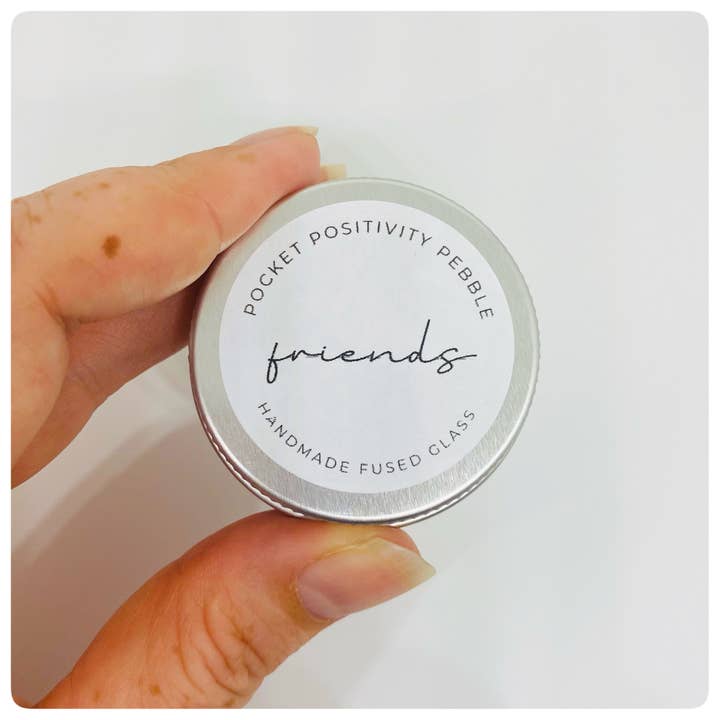 POCKET POSITIVITY PEBBLE
friends
HANDMADE FUSED GLASS